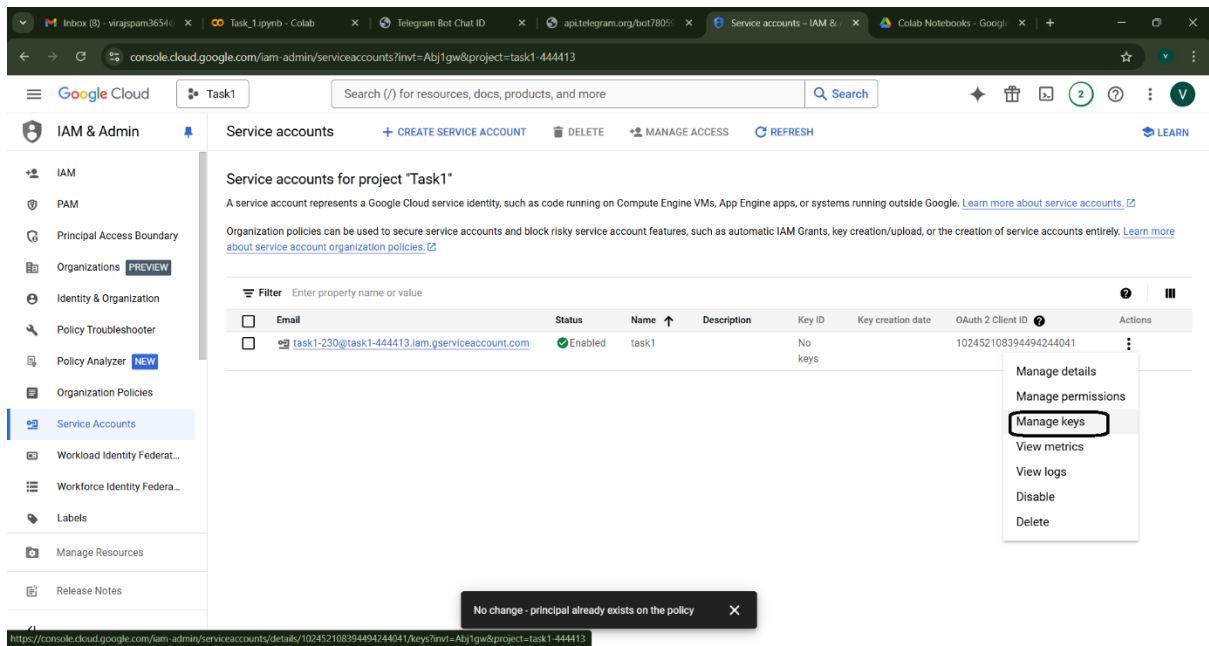 Inbox (8) - virajspam3654
Task_1.ipynb - Colab
Telegram Bot Chat ID
api.telegram.org/bot7805
Service accounts – IAM &
Colab Notebooks - Googl
console.cloud.google.com/iam-admin/serviceaccounts?invt=Abj1gw&project=task1-444413
Google Cloud
Task1
Search (/) for resources, docs, products, and more
Search
2
V
IAM & Admin
Service accounts
+ CREATE SERVICE ACCOUNT
DELETE
MANAGE ACCESS
REFRESH
LEARN
IAM
PAM
Principal Access Boundary
Organizations PREVIEW
Identity & Organization
Policy Troubleshooter
Policy Analyzer NEW
Organization Policies
Service Accounts
Workload Identity Federat...
Workforce Identity Federa...
Labels
Manage Resources
Release Notes
Service accounts for project "Task1"
A service account represents a Google Cloud service identity, such as code running on Compute Engine VMs, App Engine apps, or systems running outside Google. Learn more about service accounts.
Organization policies can be used to secure service accounts and block risky service account features, such as automatic IAM Grants, key creation/upload, or the creation of service accounts entirely. Learn more
about service account organization policies.
Filter Enter property name or value
Email Status Name Description Key ID Key creation date OAuth 2 Client ID Actions
task1-230@task1-444413.iam.gserviceaccount.com Enabled task1 No 102452108394494244041
keys
Manage details
Manage permissions
Manage keys
View metrics
View logs
Disable
Delete
No change - principal already exists on the policy
https://console.cloud.google.com/iam-admin/serviceaccounts/details/102452108394494244041/keys?invt=Abj1gw&project=task1-444413